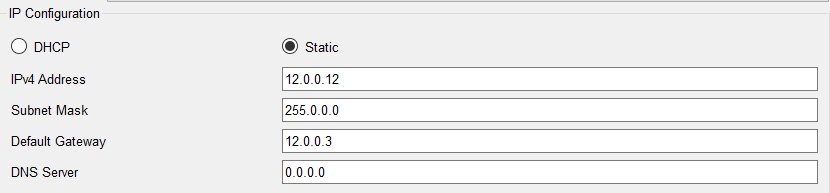 IP Configuration
DHCP Static
IPv4 Address 12.0.0.12
Subnet Mask 255.0.0.0
Default Gateway 12.0.0.3
DNS Server 0.0.0.0